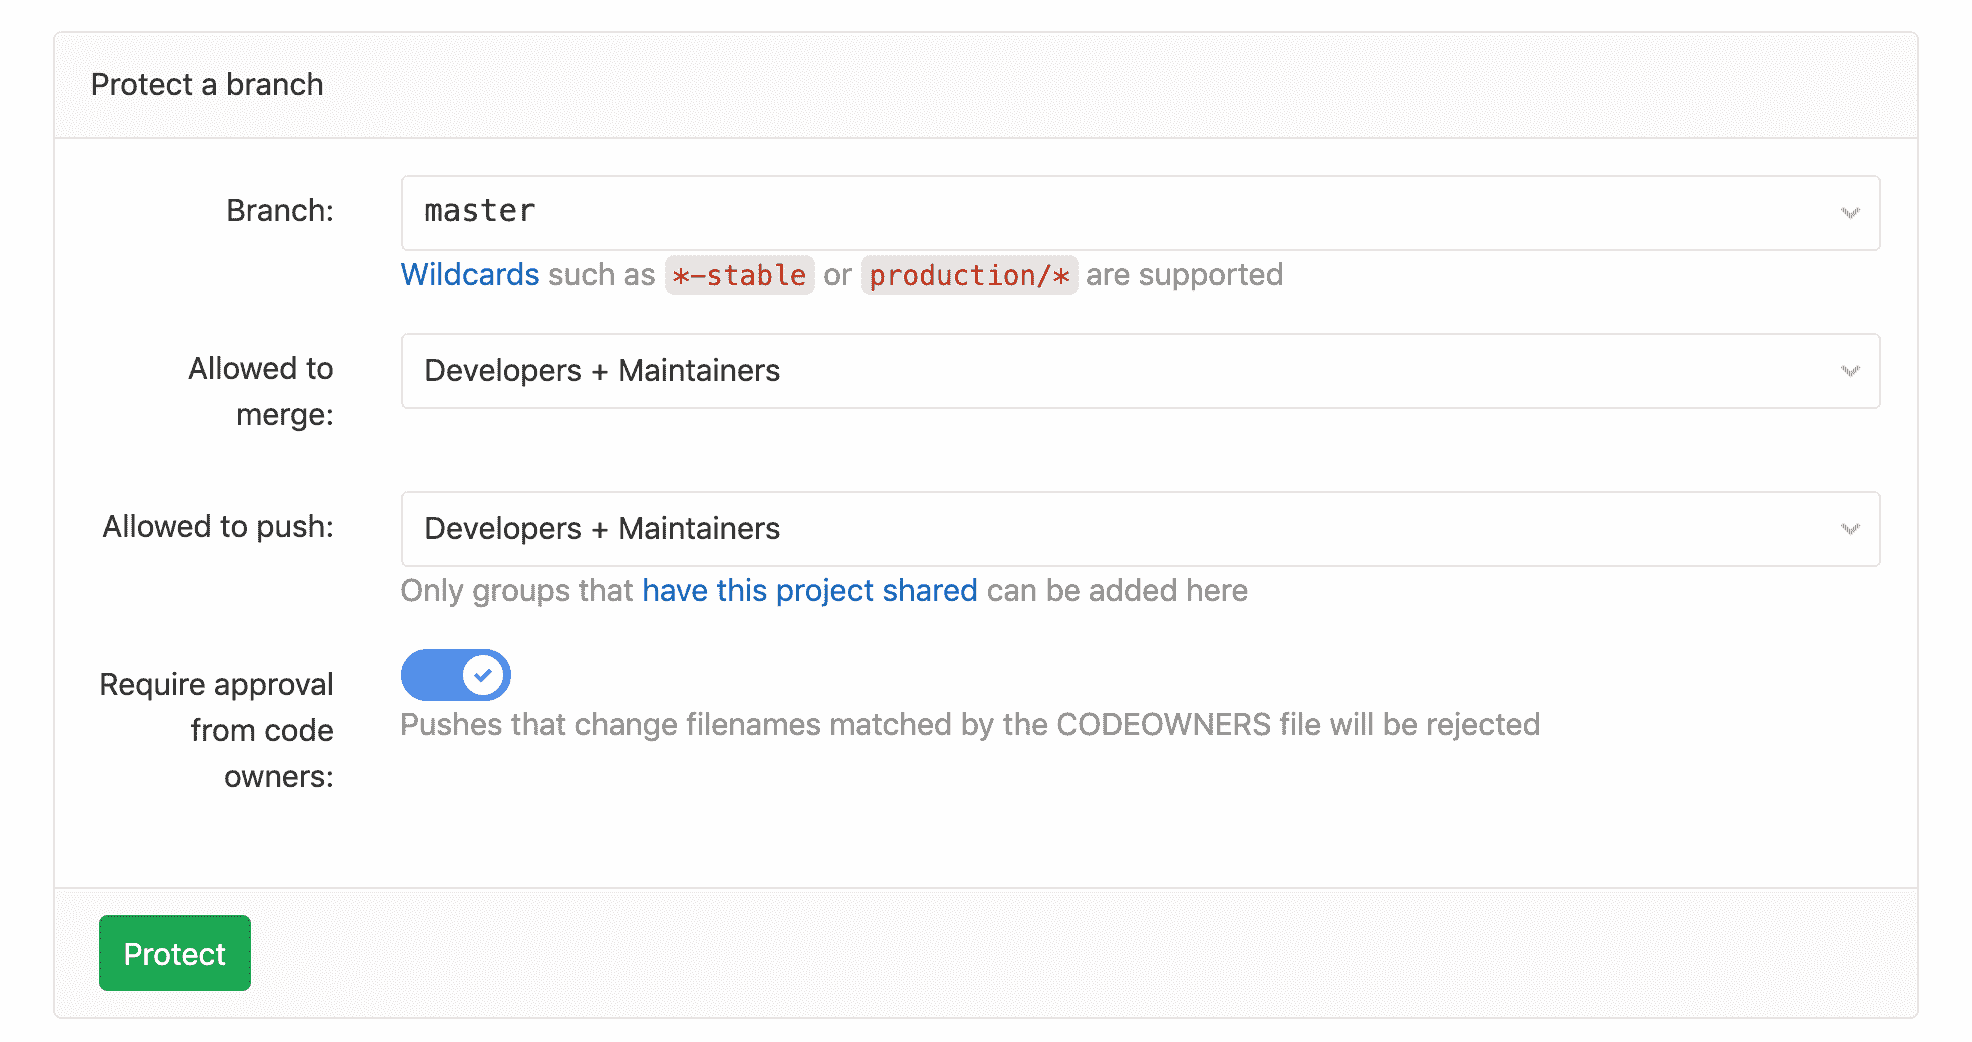 Protect a branch
Branch:
master
Wildcards such as *-stable or production/* are supported
Allowed to
merge:
Developers + Maintainers
Allowed to push:
Developers + Maintainers
Only groups that have this project shared can be added here
Require approval
from code
owners:
Pushes that change filenames matched by the CODEOWNERS file will be rejected
Protect